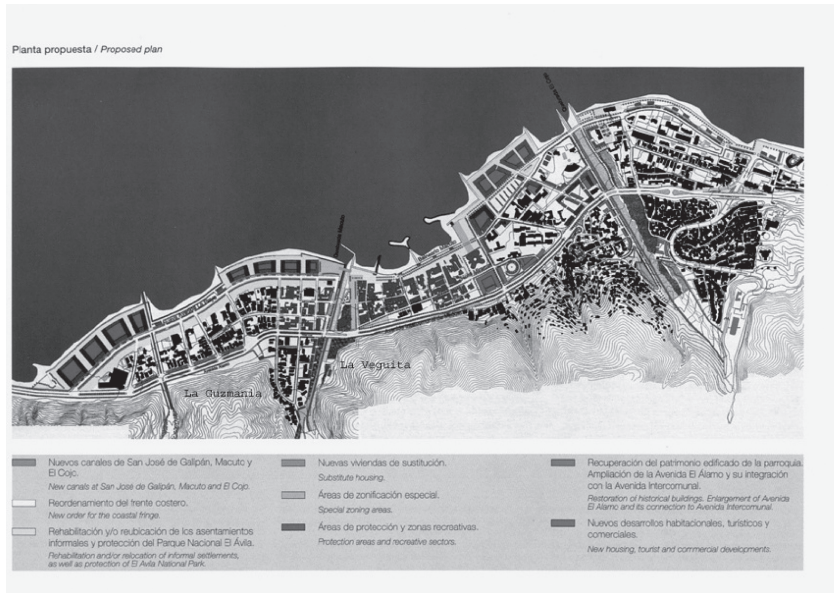 Planta propuesta / Proposed plan
La Guzmania
La Veguita
Nuevos canales de San José de Galipán, Macuto y
El Cojo.
New canals at San José de Galipán, Macuto and El Cojo.
Reordenamiento del frente costero.
New order for the coastal fringe.
Rehabilitación y/o reubicación de los asentamientos
informales y protección del Parque Nacional El Ávila.
Rehabilitation and/or relocation of informal settlements,
as well as protection of El Avila National Park.
Nuevas viviendas de sustitución.
Substitute housing.
Áreas de zonificación especial.
Special zoning areas.
Áreas de protección y zonas recreativas.
Protection areas and recreative sectors.
Recuperación del patrimonio edificado de la parroquia.
Ampliación de la Avenida El Álamo y su integración
con la Avenida Intercomunal.
Restoration of historical buildings. Enlargement of Avenida
El Alamo and its connection to Avenida Intercomunal.
Nuevos desarrollos habitacionales, turísticos y
comerciales.
New housing, tourist and commercial developments.